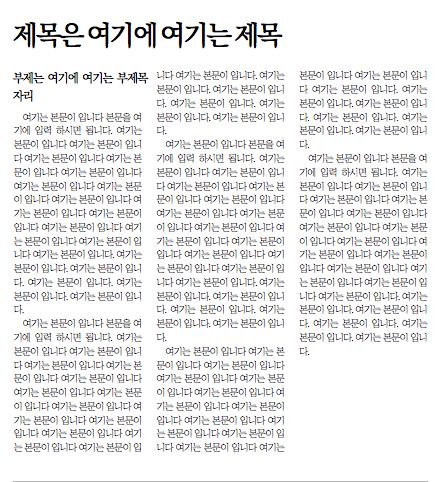 제목은 여기에 여기는 제목
부제는 여기에 여기는 부제목
자리
여기는 본문이 입니다 본문을 여
기에 입력 하시면 됩니다. 여기는
본문이 입니다 여기는 본문이 입니
다 여기는 본문이 입니다 여기는 본
문이 입니다 여기는 본문이 입니다
여기는 본문이 입니다 여기는 본문
이 입니다 여기는 본문이 입니다 여
기는 본문이 입니다 여기는 본문이
입니다 여기는 본문이 입니다 여기
는 본문이 입니다 여기는 본문이 입
니다 여기는 본문이 입니다 여기는
본문이 입니다. 여기는 본문이 입니
다. 여기는 본문이 입니다. 여기는
본문이 입니다. 여기는 본문이 입니
다.
여기는 본문이 입니다 본문을 여
기에 입력 하시면 됩니다. 여기는
본문이 입니다 여기는 본문이 입니
다 여기는 본문이 입니다 여기는 본
문이 입니다 여기는 본문이 입니다
여기는 본문이 입니다 여기는 본문
이 입니다 여기는 본문이 입니다 여
기는 본문이 입니다 여기는 본문이
입니다 여기는 본문이 입니다 여기
는 본문이 입니다 여기는 본문이 입
니다 여기는 본문이 입니다. 여기는
본문이 입니다. 여기는 본문이 입니
다. 여기는 본문이 입니다. 여기는
본문이 입니다. 여기는 본문이 입니
다.
여기는 본문이 입니다 본문을 여
기에 입력 하시면 됩니다. 여기는
본문이 입니다 여기는 본문이 입니
다 여기는 본문이 입니다 여기는 본
문이 입니다 여기는 본문이 입니다
여기는 본문이 입니다 여기는 본문
이 입니다 여기는 본문이 입니다 여
기는 본문이 입니다 여기는 본문이
입니다 여기는 본문이 입니다 여기
는 본문이 입니다 여기는 본문이 입
니다 여기는 본문이 입니다 여기는
본문이 입니다. 여기는 본문이 입니
다. 여기는 본문이 입니다. 여기는
본문이 입니다. 여기는 본문이 입니
다.
여기는 본문이 입니다 여기는 본
문이 입니다 여기는 본문이 입니다
여기는 본문이 입니다 여기는 본문
이 입니다 여기는 본문이 입니다 여
기는 본문이 입니다 여기는 본문이
입니다 여기는 본문이 입니다 여기
는 본문이 입니다 여기는 본문이 입
니다 여기는 본문이 입니다 여기는
본문이 입니다 여기는 본문이 입니
다 여기는 본문이 입니다. 여기는
본문이 입니다. 여기는 본문이 입니
다. 여기는 본문이 입니다. 여기는
본문이 입니다. 여기는 본문이 입니
다.
여기는 본문이 입니다 본문을 여
기에 입력 하시면 됩니다. 여기는
본문이 입니다 여기는 본문이 입니
다 여기는 본문이 입니다 여기는 본
문이 입니다 여기는 본문이 입니다
여기는 본문이 입니다 여기는 본문
이 입니다 여기는 본문이 입니다 여
기는 본문이 입니다 여기는 본문이
입니다 여기는 본문이 입니다 여기
는 본문이 입니다 여기는 본문이 입
니다 여기는 본문이 입니다 여기는
본문이 입니다. 여기는 본문이 입니
다. 여기는 본문이 입니다. 여기는
본문이 입니다. 여기는 본문이 입니
다.